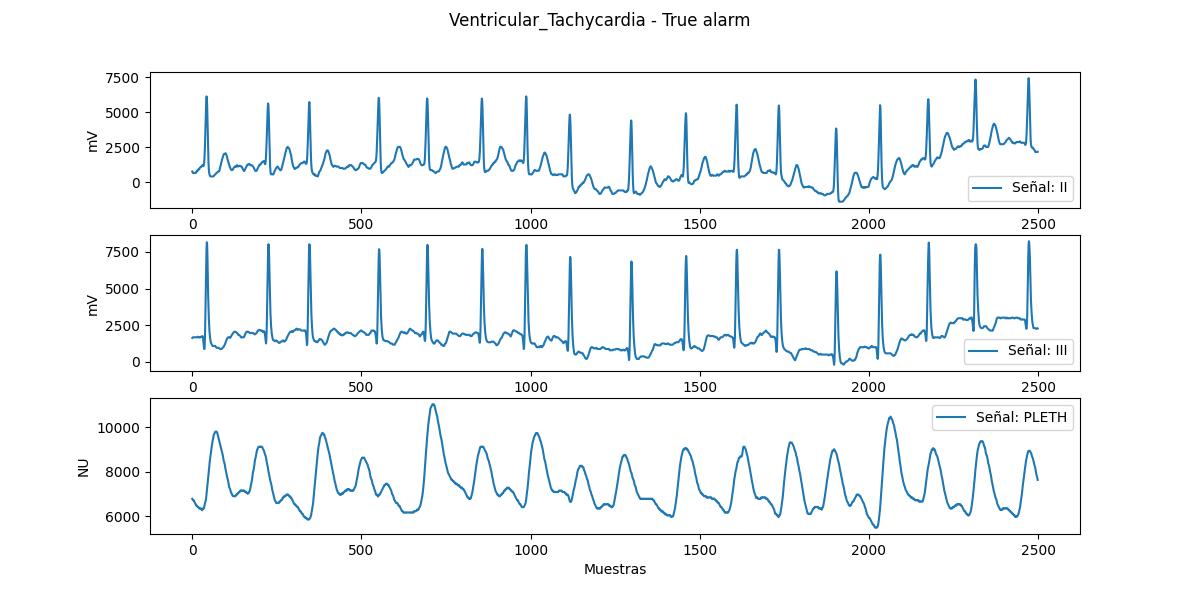 Ventricular_Tachycardia - True alarm
7500
5000
2500
0
mV
Señal: II
0 500 1000 1500 2000 2500
7500
5000
2500
0
mV
Señal: III
0 500 1000 1500 2000 2500
10000
8000
6000
NU
Señal: PLETH
0 500 1000 1500 2000 2500
Muestras